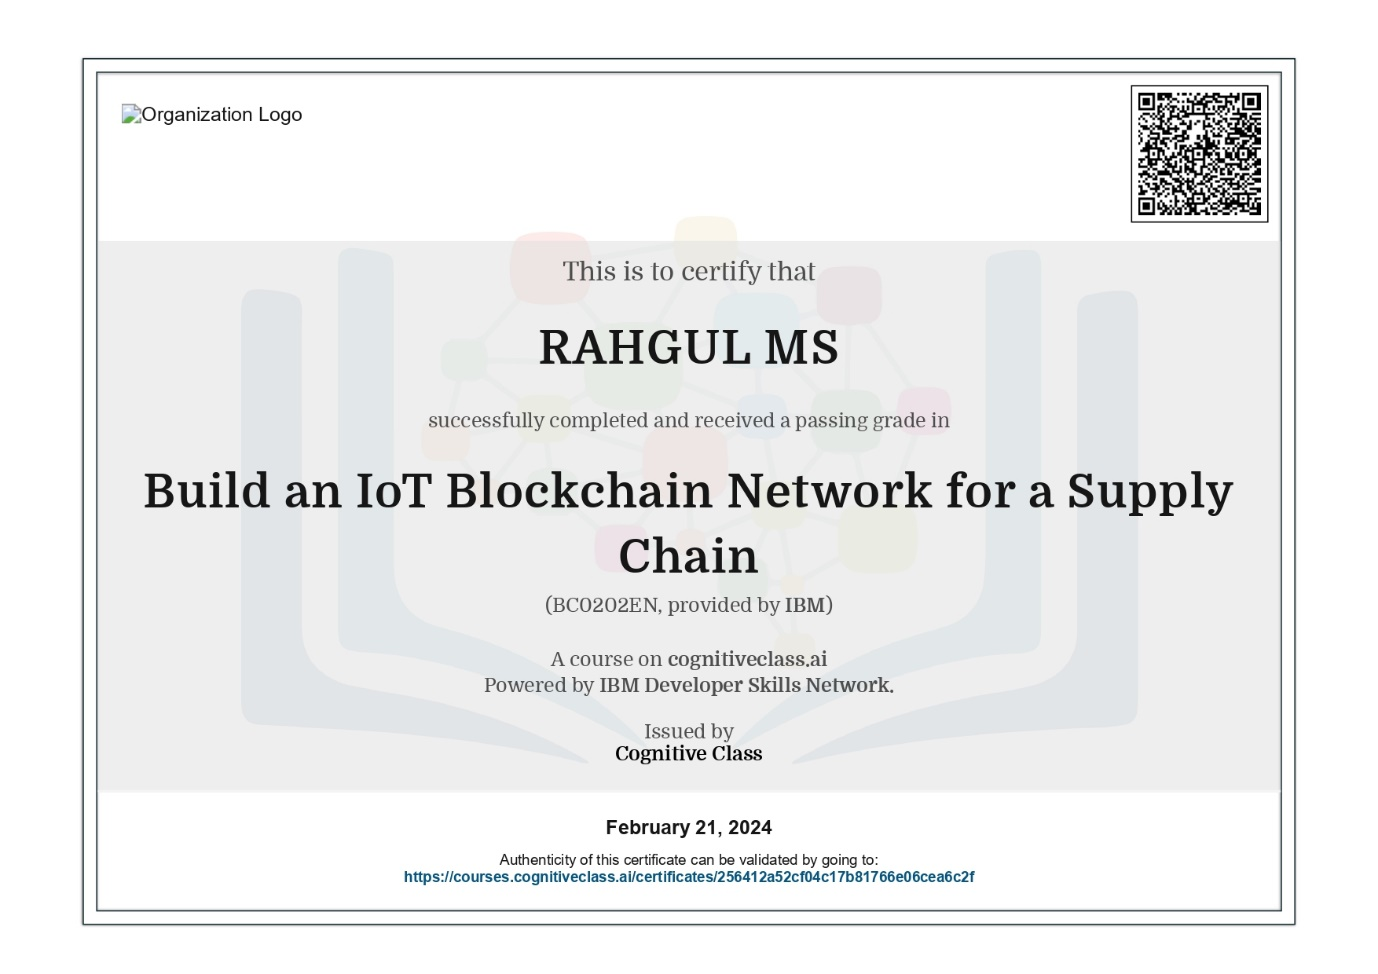 Organization Logo
This is to certify that
RAHGUL MS
successfully completed and received a passing grade in
Build an IoT Blockchain Network for a Supply
Chain
(BC0202EN, provided by IBM)
A course on cognitiveclass.ai
Powered by IBM Developer Skills Network.
Issued by
Cognitive Class
February 21, 2024
Authenticity of this certificate can be validated by going to:
https://courses.cognitiveclass.ai/certificates/256412a52cf04c17b81766e06cea6c2f